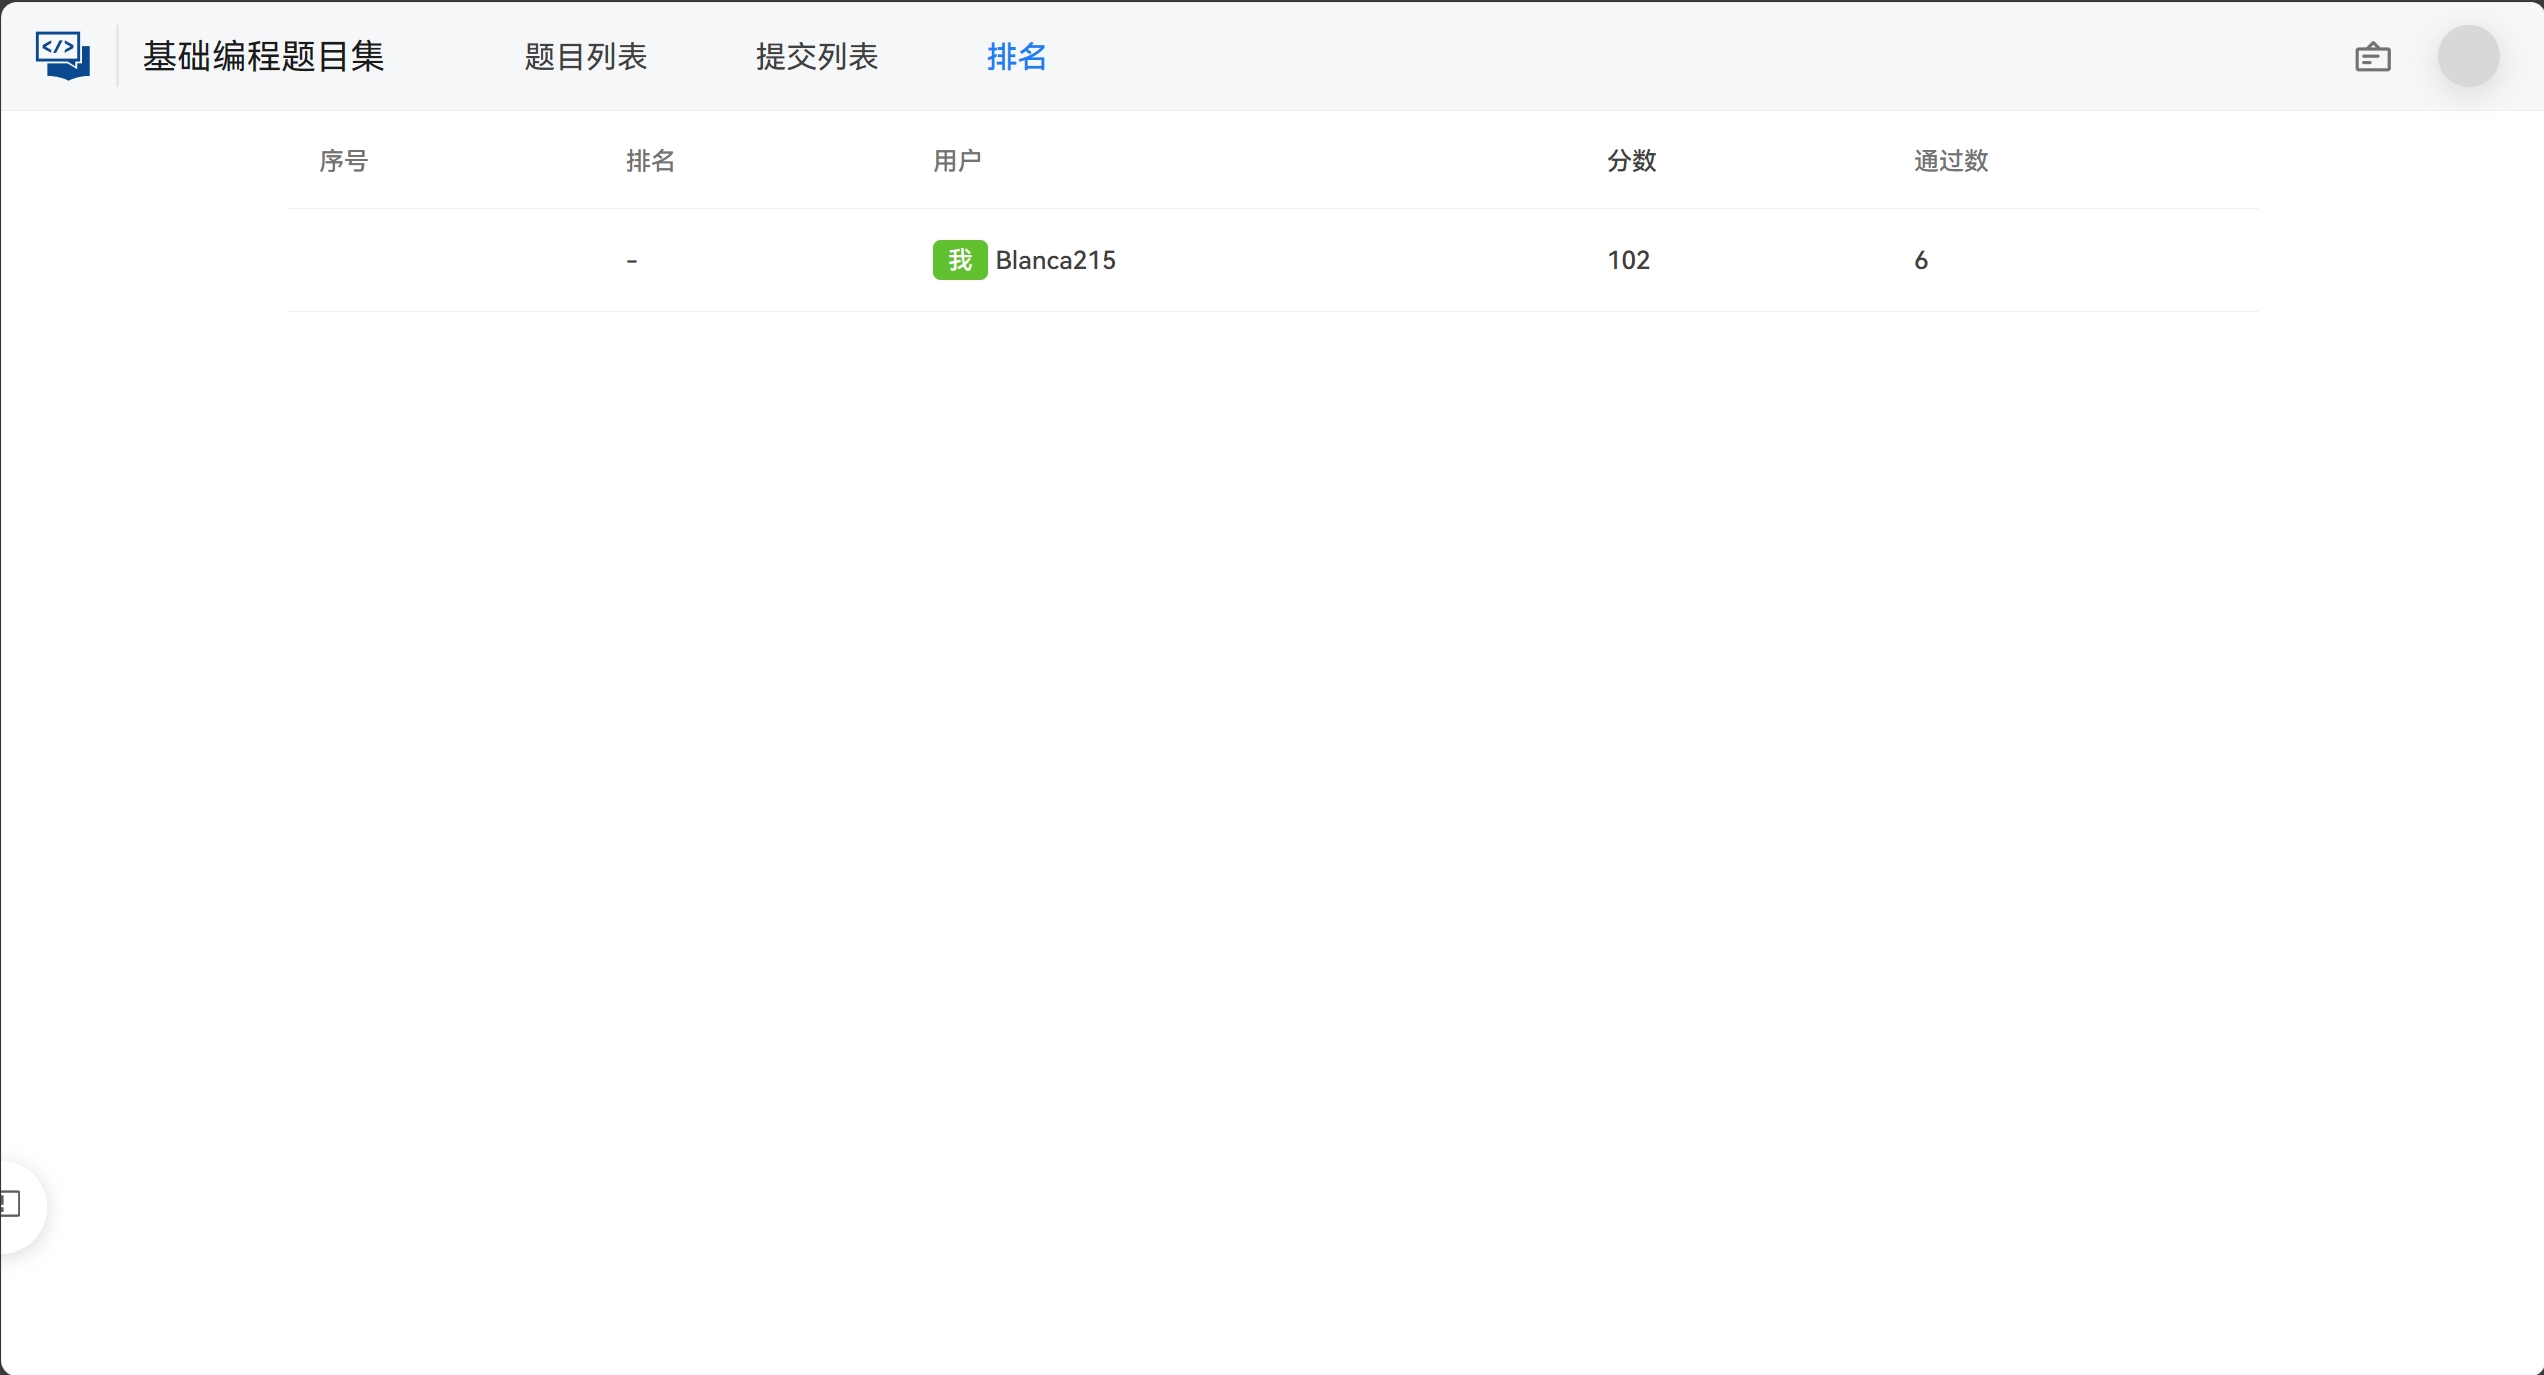 基础编程题目集 题目列表 提交列表 排名
序号 排名 用户 分数 通过数
- 我 Blanca215 102 6